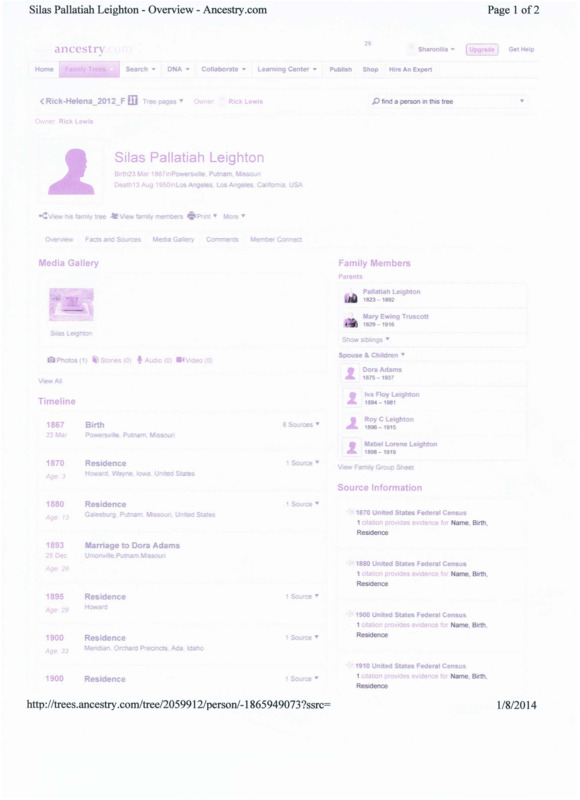 Silas Pallatiah Leighton - Overview - Ancestry.com
Page 1 of 2
ancestry.com
29
Sharonilia
Upgrade
Get Help
Home Family Trees Search DNA Collaborate Learning Center Publish Shop Hire An Expert
Rick-Helena_2012_F Tree pages Owner: Rick Lewis
find a person in this tree
Owner: Rick Lewis
Silas Pallatiah Leighton
Birth23 Mar 1867inPowersville, Putnam, Missouri
Death13 Aug 1950inLos Angeles, Los Angeles, California, USA
View his family tree View family members Print More
Overview Facts and Sources Media Gallery Comments Member Connect
Media Gallery
Silas Leighton
Photos (1) Stories (0) Audio (0) Video (0)
View All
Timeline
1867 Birth 8 Sources
23 Mar Powersville, Putnam, Missouri
1870 Residence 1 Source
Age: 3 Howard, Wayne, Iowa, United States
1880 Residence 1 Source
Age: 13 Galesburg, Putnam, Missouri, United States
1893 Marriage to Dora Adams
25 Dec Unionville,Putnam,Missouri
Age: 26
1895 Residence 1 Source
Age: 28 Howard
1900 Residence 1 Source
Age: 33 Meridian, Orchard Precincts, Ada, Idaho
1900 Residence 1 Source
Family Members
Parents
Pallatiah Leighton
1823 – 1892
Mary Ewing Truscott
1829 – 1916
Show siblings
Spouse & Children
Dora Adams
1875 – 1937
Iva Floy Leighton
1894 – 1981
Roy C Leighton
1896 – 1915
Mabel Lorene Leighton
1898 – 1919
View Family Group Sheet
Source Information
1870 United States Federal Census
1 citation provides evidence for Name, Birth,
Residence
1880 United States Federal Census
1 citation provides evidence for Name, Birth,
Residence
1900 United States Federal Census
1 citation provides evidence for Name, Birth,
Residence
1910 United States Federal Census
1 citation provides evidence for Name, Birth,
Residence
http://trees.ancestry.com/tree/2059912/person/-1865949073?ssrc=
1/8/2014